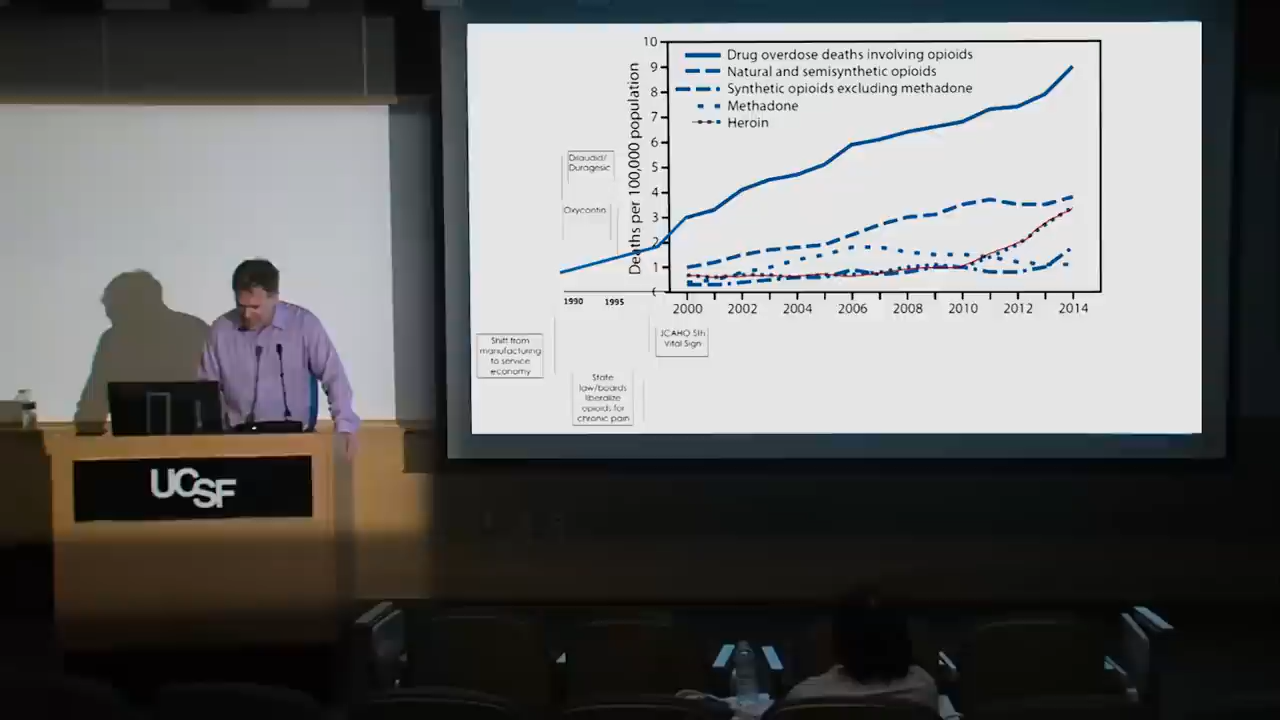 10
Drug overdose deaths involving opioids
9
Natural and semisynthetic opioids
8
Synthetic opioids excluding methadone
Methadone
7
Heroin
6
5
4
3
2
1
Deaths per 100,000 population
Dilaudid/
Duragesic
Oxycontin
1990
1995
2000
2002
2004
2006
2008
2010
2012
2014
Shift from
manufacturing
to service
economy
JCAHO 5th
Vital Sign
State
law/boards
liberalize
opioids for
chronic pain
UCSF